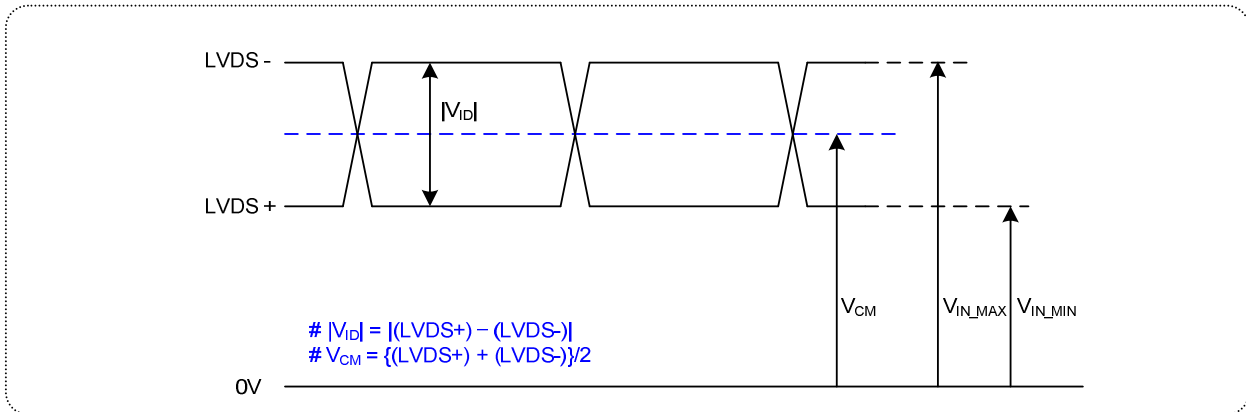 LVDS -
|VID|
LVDS +
VCM
VIN_MAX
VIN_MIN
# |VID| = |(LVDS+) – (LVDS-)|
# VCM = {(LVDS+) + (LVDS-)}/2
0V